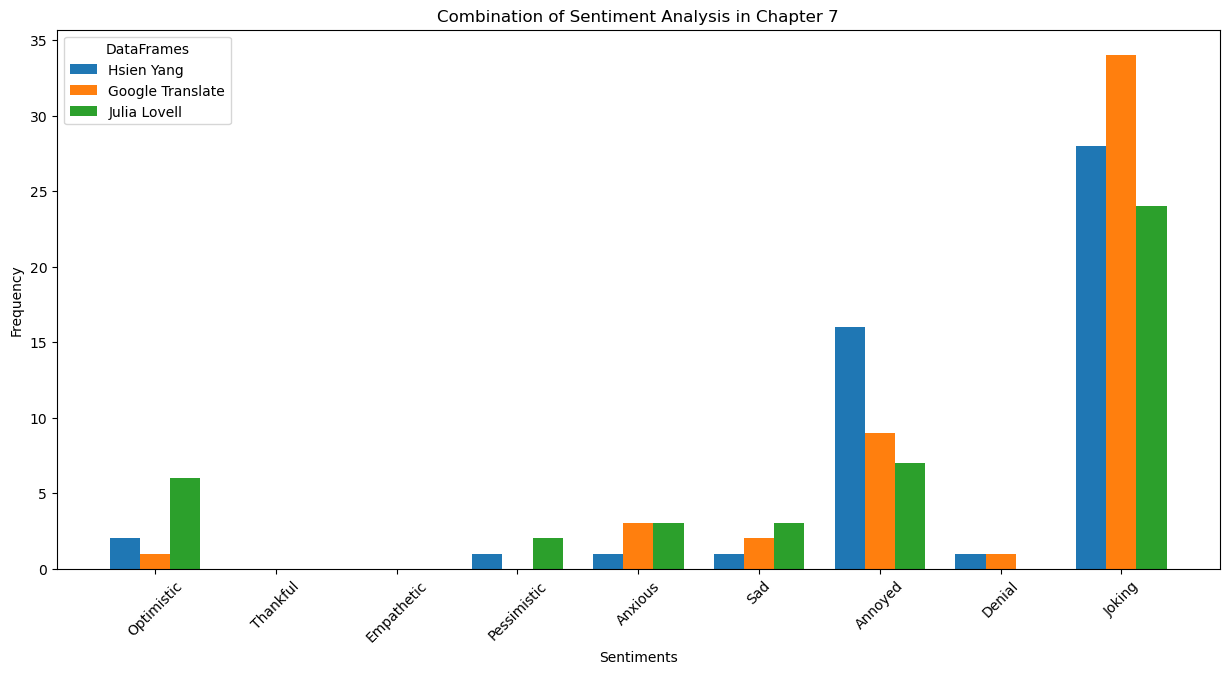 Combination of Sentiment Analysis in Chapter 7
DataFrames
Hsien Yang
Google Translate
Julia Lovell
Frequency
35
30
25
20
15
10
5
0
Optimistic
Thankful
Empathetic
Pessimistic
Anxious
Sad
Annoyed
Denial
Joking
Sentiments